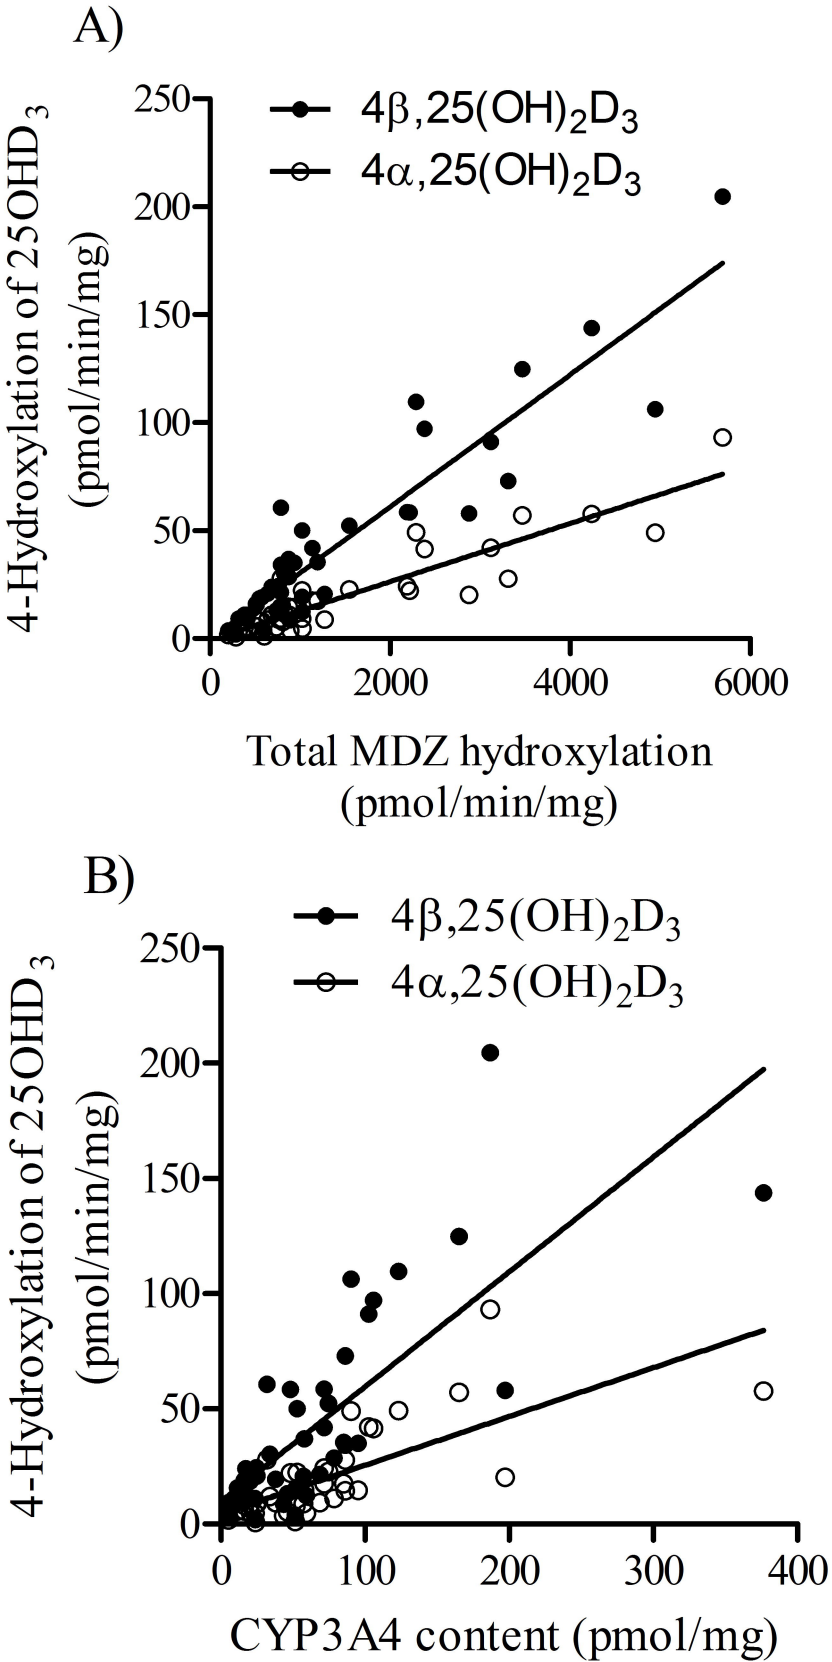 A)
4-Hydroxylation of 25OHD₃
(pmol/min/mg)
250
200
150
100
50
0
4β,25(OH)₂D₃
4α,25(OH)₂D₃
0 2000 4000 6000
Total MDZ hydroxylation
(pmol/min/mg)
B)
4-Hydroxylation of 25OHD₃
(pmol/min/mg)
250
200
150
100
50
0
4β,25(OH)₂D₃
4α,25(OH)₂D₃
0 100 200 300 400
CYP3A4 content (pmol/mg)